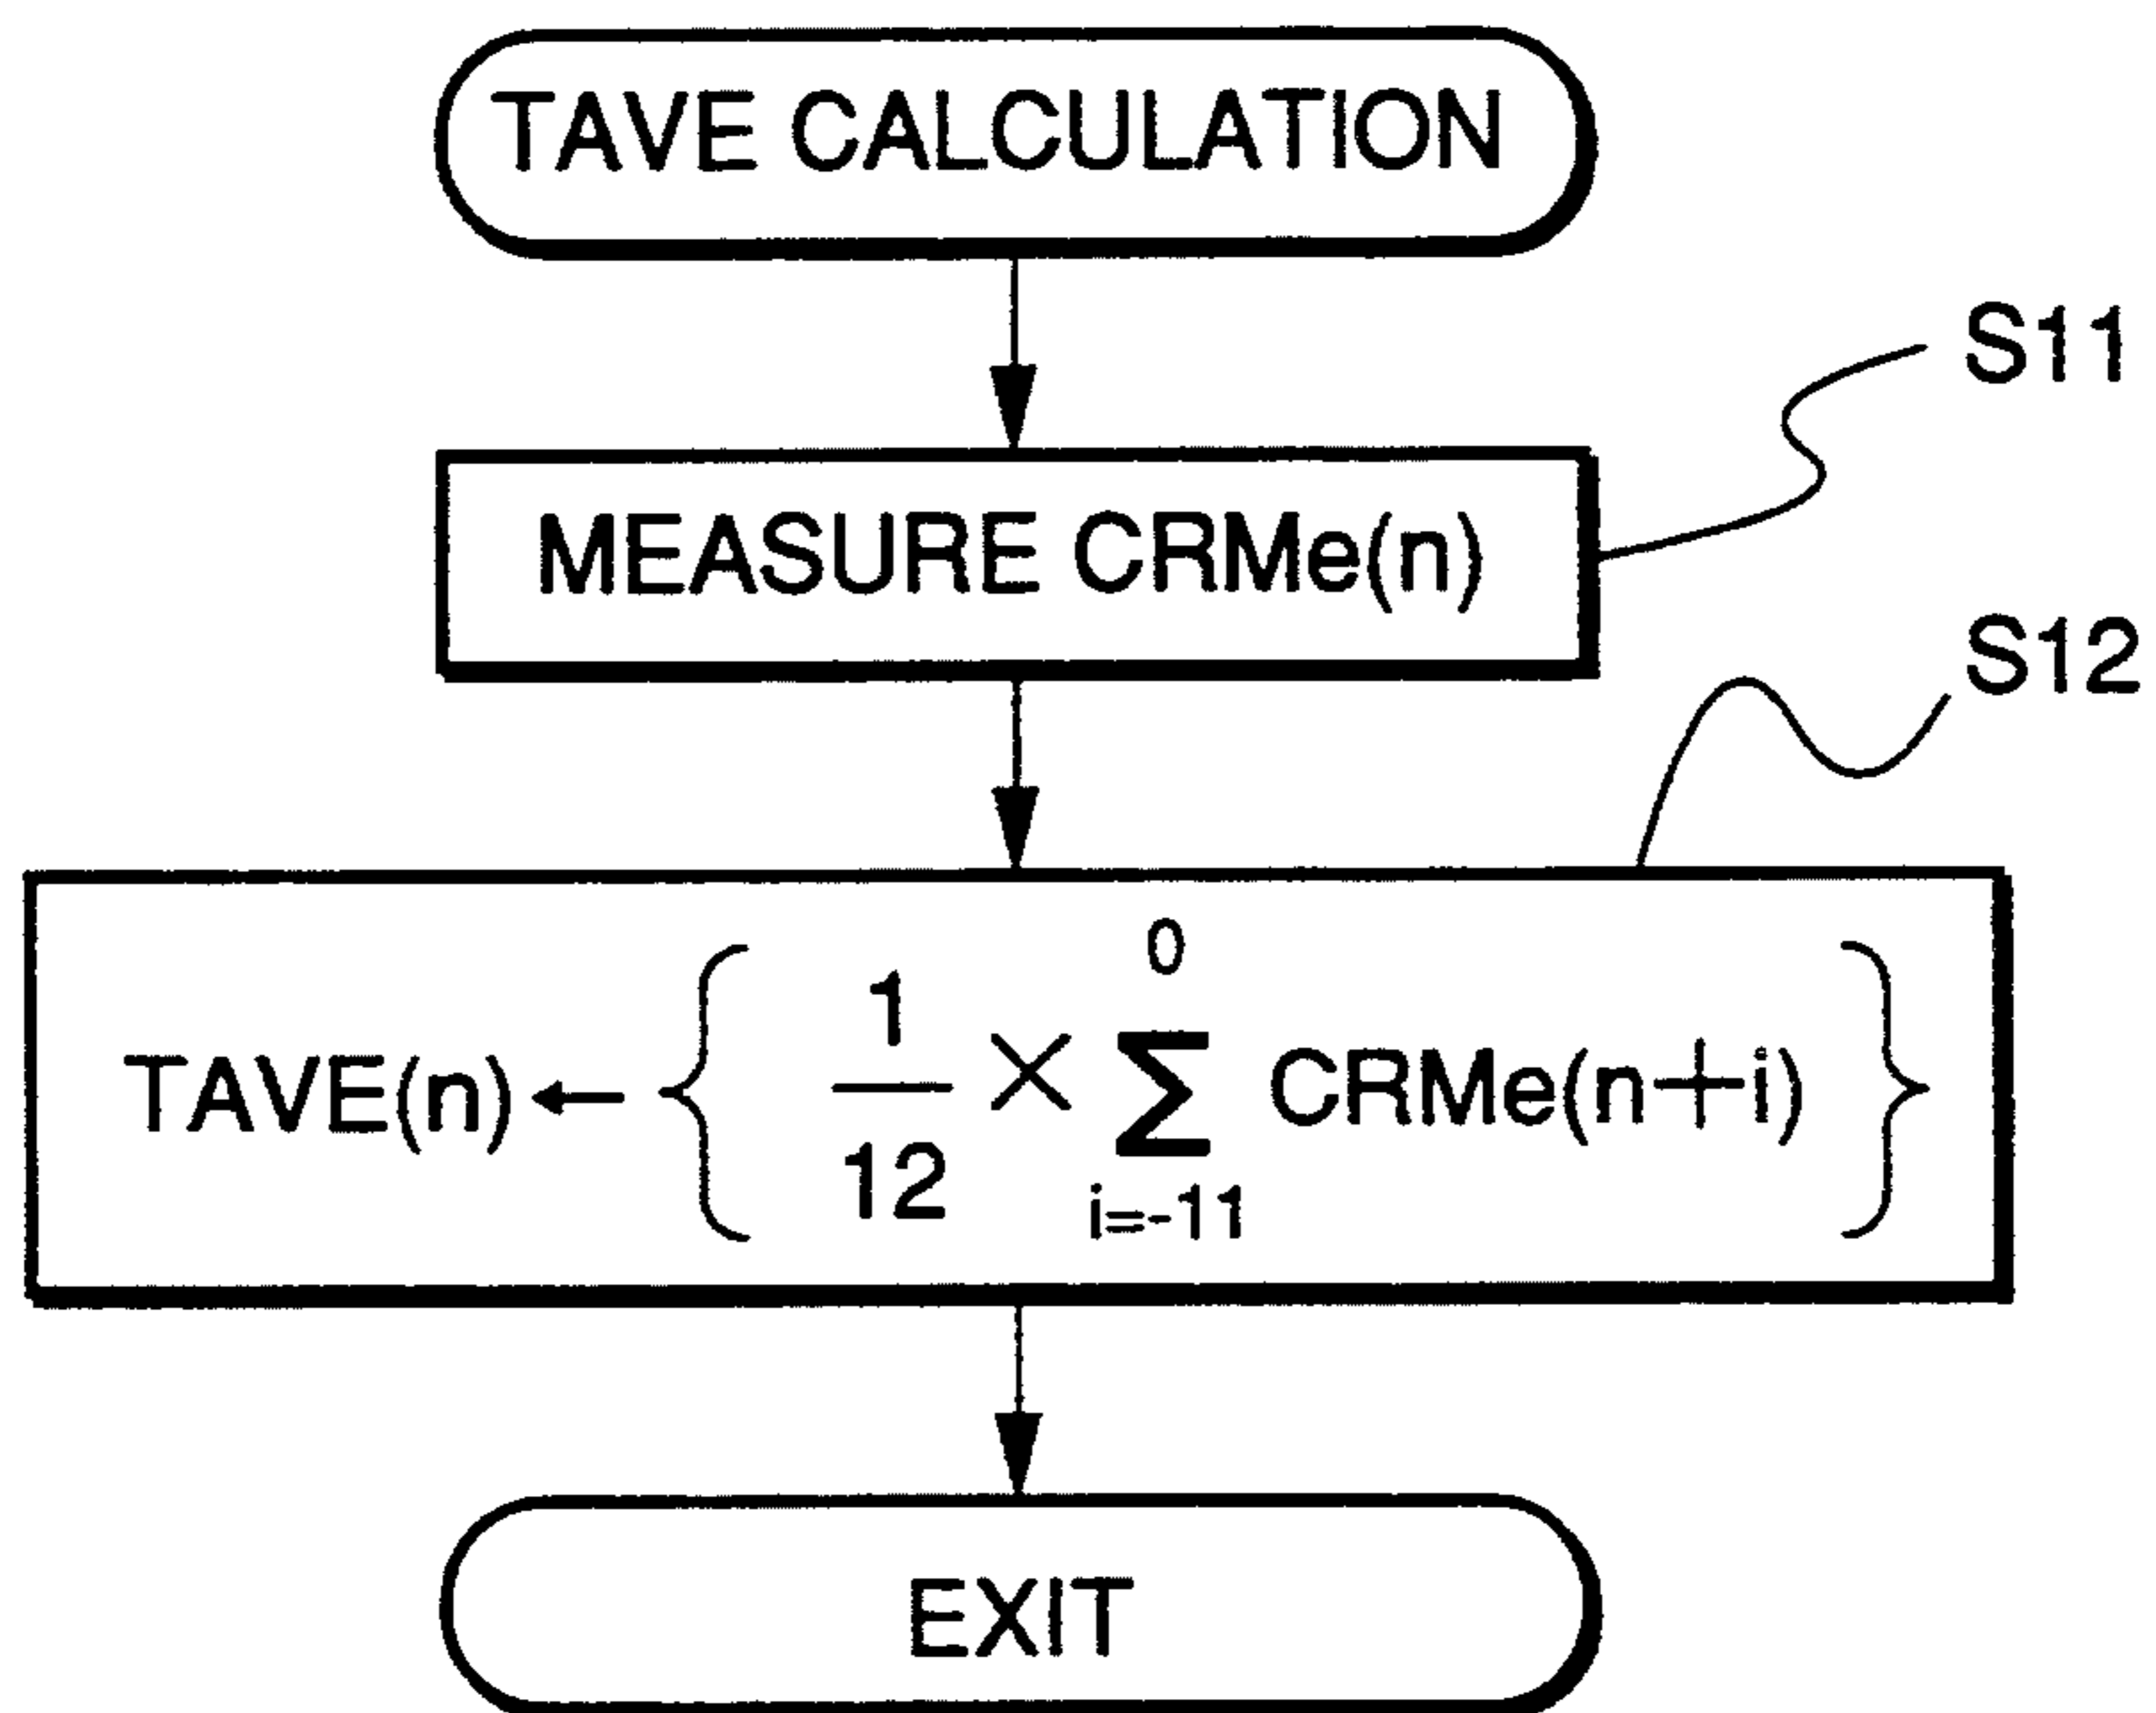 TAVE CALCULATION
S11
MEASURE CRMe(n)
S12
TAVE(n) ← { 1/12 × Σ_{i=-11}^{0} CRMe(n+i) }
EXIT